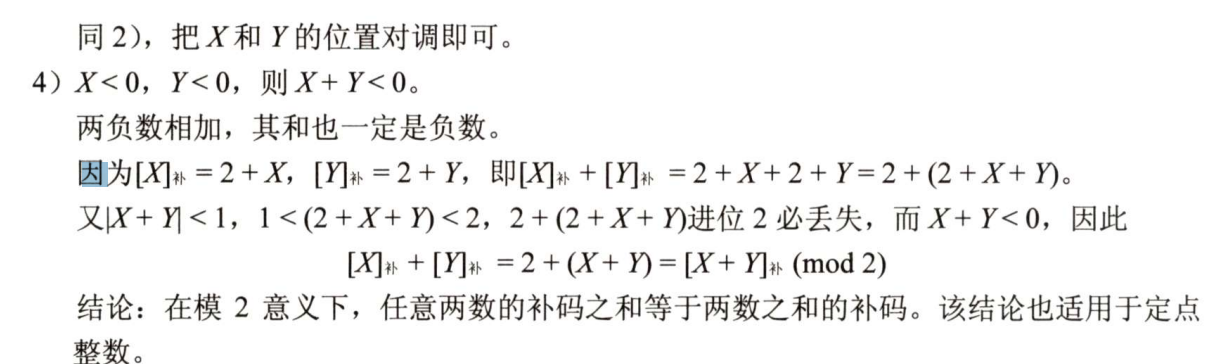 同 2），把 X 和 Y 的位置对调即可。
4）X < 0，Y < 0，则 X + Y < 0。
两负数相加，其和也一定是负数。
因为[X]补 = 2 + X，[Y]补 = 2 + Y，即[X]补 + [Y]补 = 2 + X + 2 + Y = 2 + (2 + X + Y)。
又|X + Y| < 1，1 < (2 + X + Y) < 2，2 + (2 + X + Y)进位 2 必丢失，而 X + Y < 0，因此
[X]补 + [Y]补 = 2 + (X + Y) = [X + Y]补 (mod 2)
结论：在模 2 意义下，任意两数的补码之和等于两数之和的补码。该结论也适用于定点
整数。